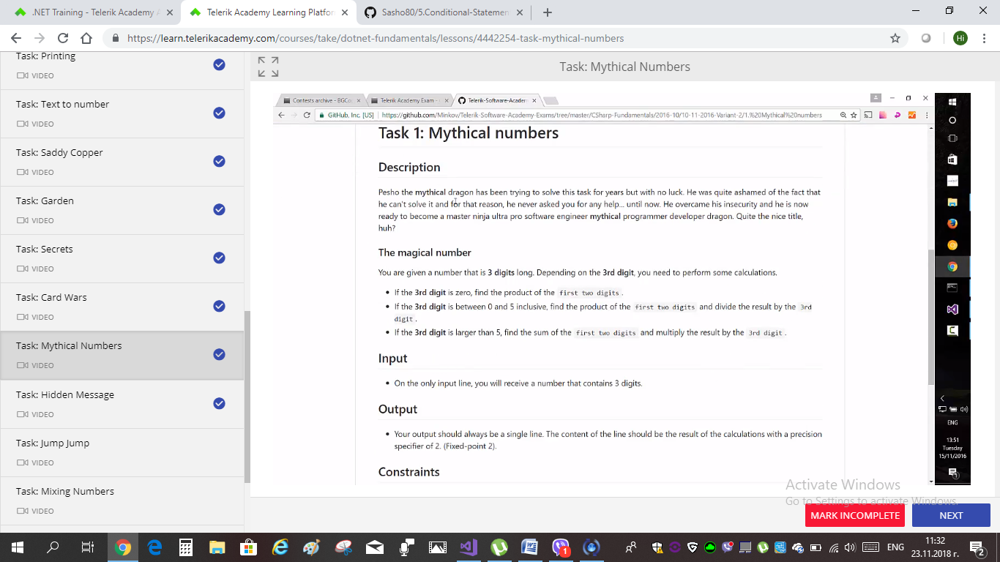 .NET Training - Telerik Academy A
Telerik Academy Learning Platfor
Sasho80/5.Conditional-Statemen
https://learn.telerikacademy.com/courses/take/dotnet-fundamentals/lessons/4442254-task-mythical-numbers
Hi
Task: Printing
VIDEO
Task: Text to number
VIDEO
Task: Saddy Copper
VIDEO
Task: Garden
VIDEO
Task: Secrets
VIDEO
Task: Card Wars
VIDEO
Task: Mythical Numbers
VIDEO
Task: Hidden Message
VIDEO
Task: Jump Jump
VIDEO
Task: Mixing Numbers
VIDEO
Task: Mythical Numbers
Contests archive - BGCo
Telerik Academy Exam -
Telerik-Software-Academ
GitHub, Inc. [US]
https://github.com/Minkov/Telerik-Software-Academy-Exams/tree/master/CSharp-Fundamentals/2016-10/10-11-2016-Variant-2/1.%20Mythical%20numbers
Task 1: Mythical numbers
Description
Pesho the mythical dragon has been trying to solve this task for years but with no luck. He was quite ashamed of the fact that
he can't solve it and for that reason, he never asked you for any help... until now. He overcame his insecurity and he is now
ready to become a master ninja ultra pro software engineer mythical programmer developer dragon. Quite the nice title,
huh?
The magical number
You are given a number that is 3 digits long. Depending on the 3rd digit, you need to perform some calculations.
• If the 3rd digit is zero, find the product of the first two digits.
• If the 3rd digit is between 0 and 5 inclusive, find the product of the first two digits and divide the result by the 3rd
digit.
• If the 3rd digit is larger than 5, find the sum of the first two digits and multiply the result by the 3rd digit.
Input
• On the only input line, you will receive a number that contains 3 digits.
Output
• Your output should always be a single line. The content of the line should be the result of the calculations with a precision
specifier of 2. (Fixed-point 2).
Constraints
ENG
13:51
Tuesday
15/11/2016
Activate Windows
Go to Settings to activate Windows.
MARK INCOMPLETE
NEXT
1
ENG
11:32
23.11.2018 г.
2